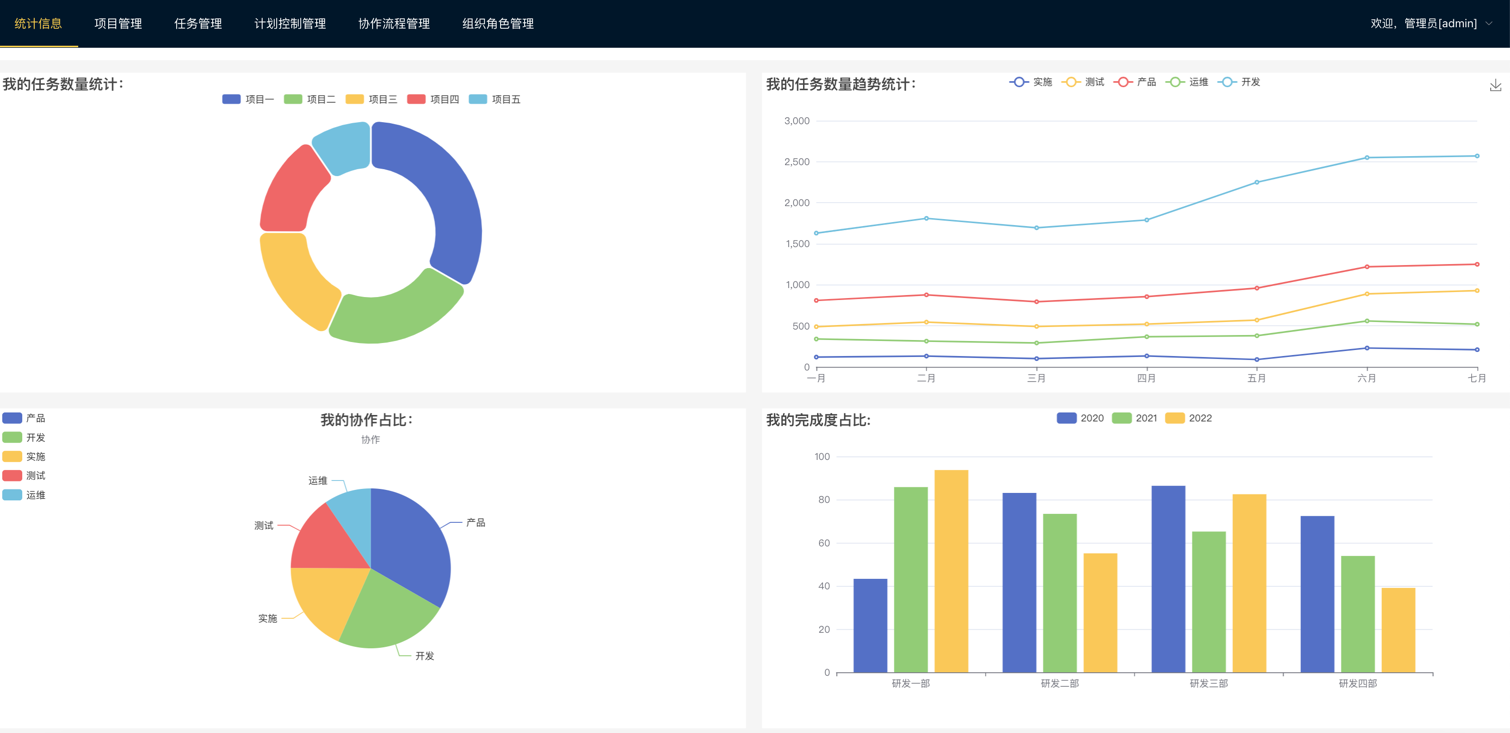 统计信息 项目管理 任务管理 计划控制管理 协作流程管理 组织角色管理 欢迎, 管理员[admin]
我的任务数量统计:
项目一 项目二 项目三 项目四 项目五
我的任务数量趋势统计:
实施 测试 产品 运维 开发
3,000
2,500
2,000
1,500
1,000
500
0
一月 二月 三月 四月 五月 六月 七月
产品
开发
实施
测试
运维
我的协作占比:
协作
运维
产品
测试
实施
开发
我的完成度占比:
2020 2021 2022
100
80
60
40
20
0
研发一部 研发二部 研发三部 研发四部